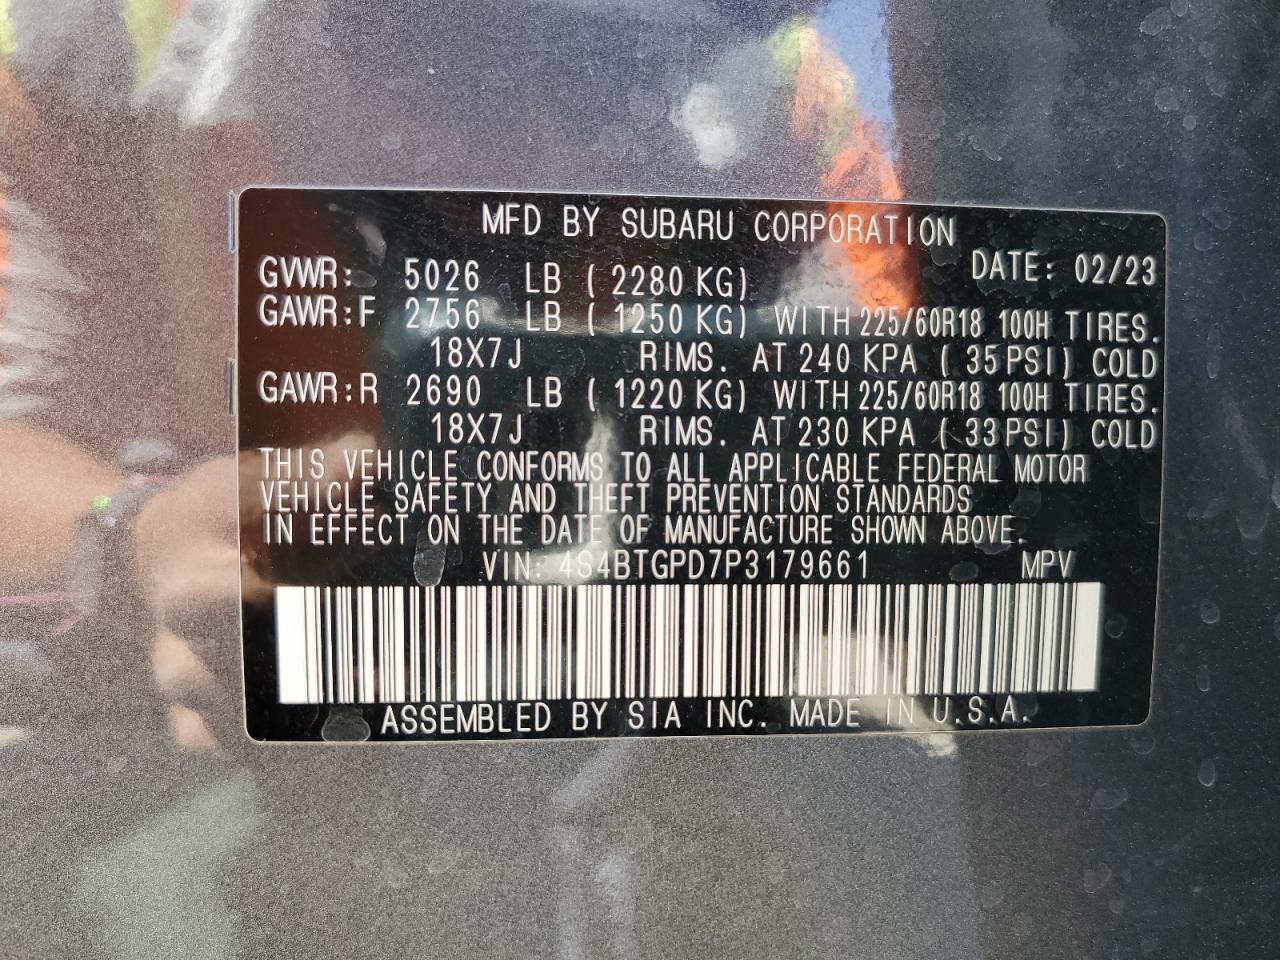 MFD BY SUBARU CORPORATION
GVWR: 5026 LB ( 2280 KG) DATE: 02/23
GAWR:F 2756 LB ( 1250 KG) WITH 225/60R18 100H TIRES.
18X7J RIMS. AT 240 KPA ( 35 PSI) COLD
GAWR:R 2690 LB ( 1220 KG) WITH 225/60R18 100H TIRES.
18X7J RIMS. AT 230 KPA ( 33 PSI) COLD
THIS VEHICLE CONFORMS TO ALL APPLICABLE FEDERAL MOTOR
VEHICLE SAFETY AND THEFT PREVENTION STANDARDS
IN EFFECT ON THE DATE OF MANUFACTURE SHOWN ABOVE.
VIN: 4S4BTGPD7P3179661 MPV
ASSEMBLED BY SIA INC. MADE IN U.S.A.